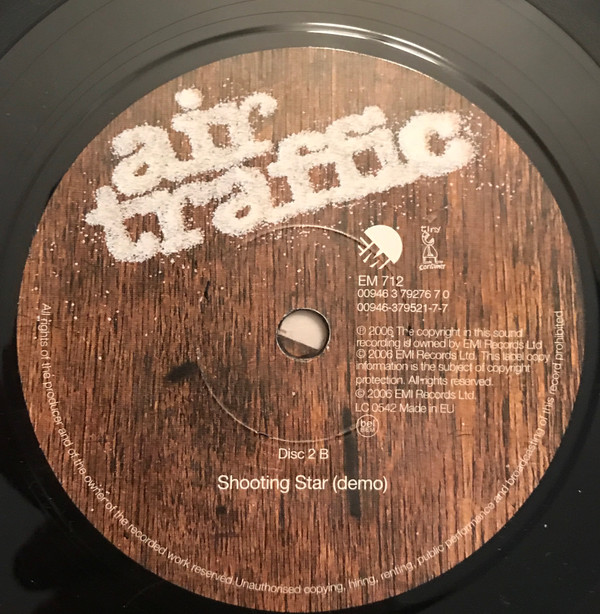 air
traffic
EMI
Tiny
Consumer
EM 712
00946 3 79276 7 0
00946-379521-7-7
℗ 2006 The copyright in this sound
recording is owned by EMI Records Ltd
© 2006 EMI Records Ltd. This label copy
information is the subject of copyright
protection. All rights reserved.
© 2006 EMI Records Ltd.
LC 0542 Made in EU
Disc 2 B
Shooting Star (demo)
All rights of the producer and of the owner of the recorded work reserved. Unauthorised copying, hiring, renting, public performance and broadcasting of this record prohibited.